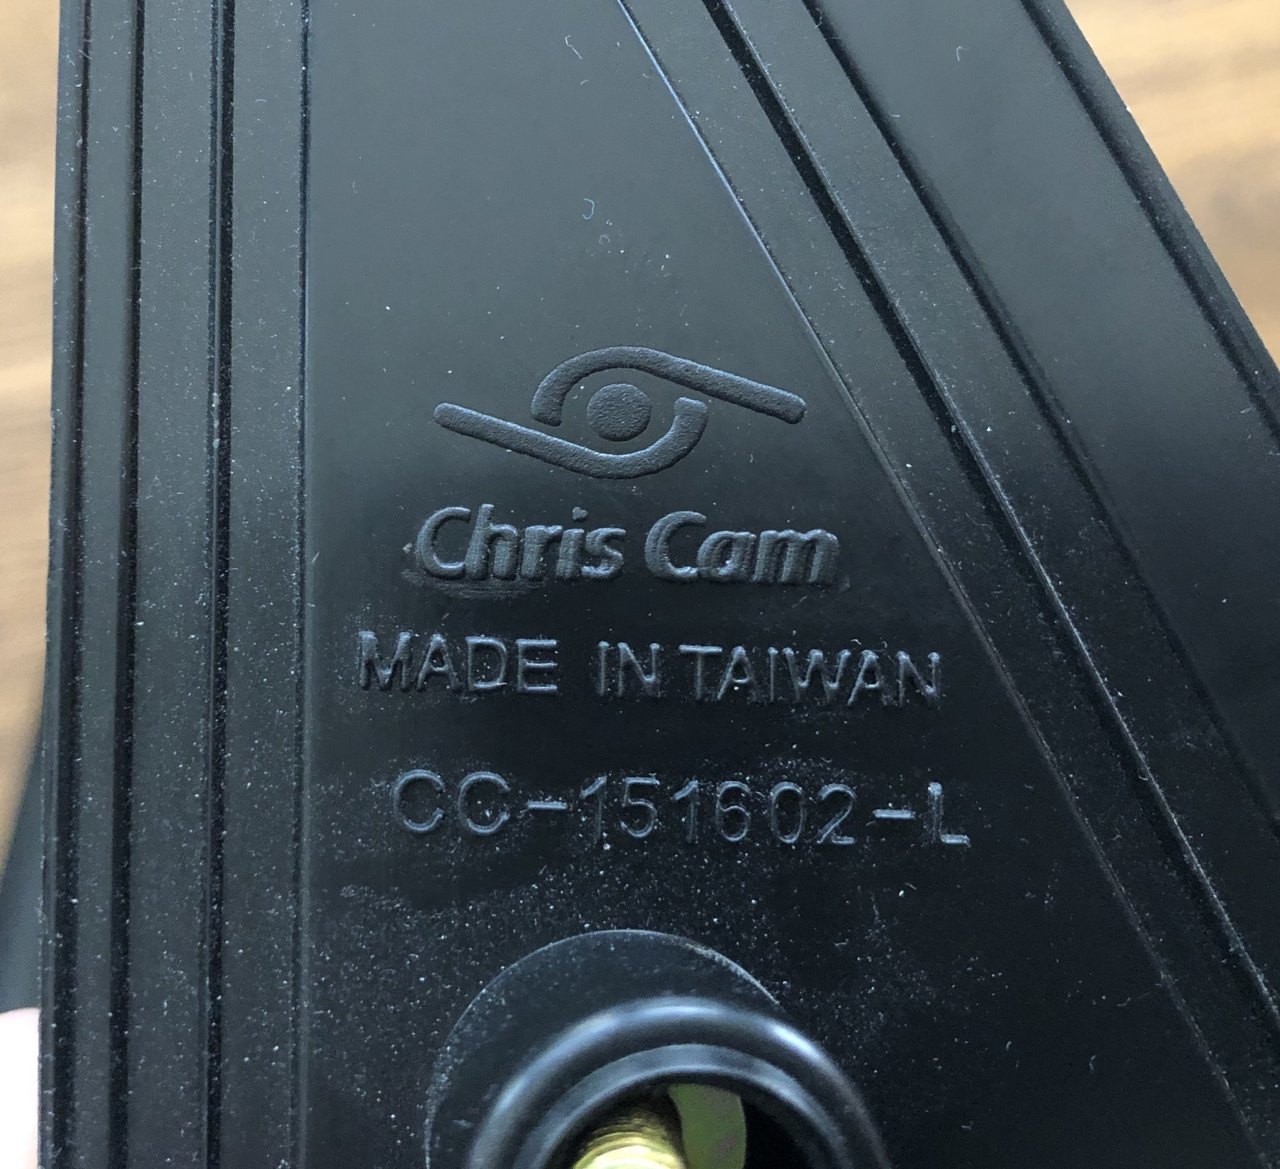 Chris Cam
MADE IN TAIWAN
CC-151602-L